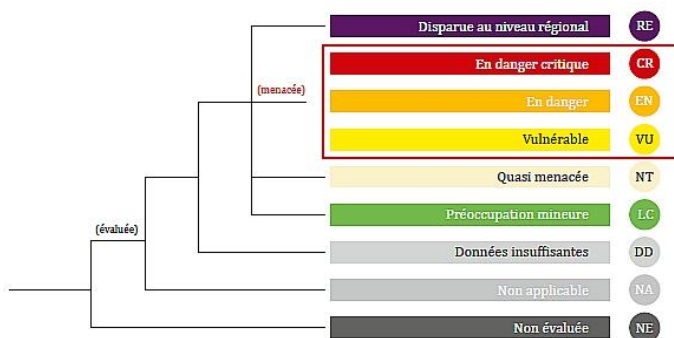 Disparue au niveau régional RE
En danger critique CR
(menacée)
En danger EN
Vulnérable VU
Quasi menacée NT
Préoccupation mineure LC
(évaluée)
Données insuffisantes DD
Non applicable NA
Non évaluée NE